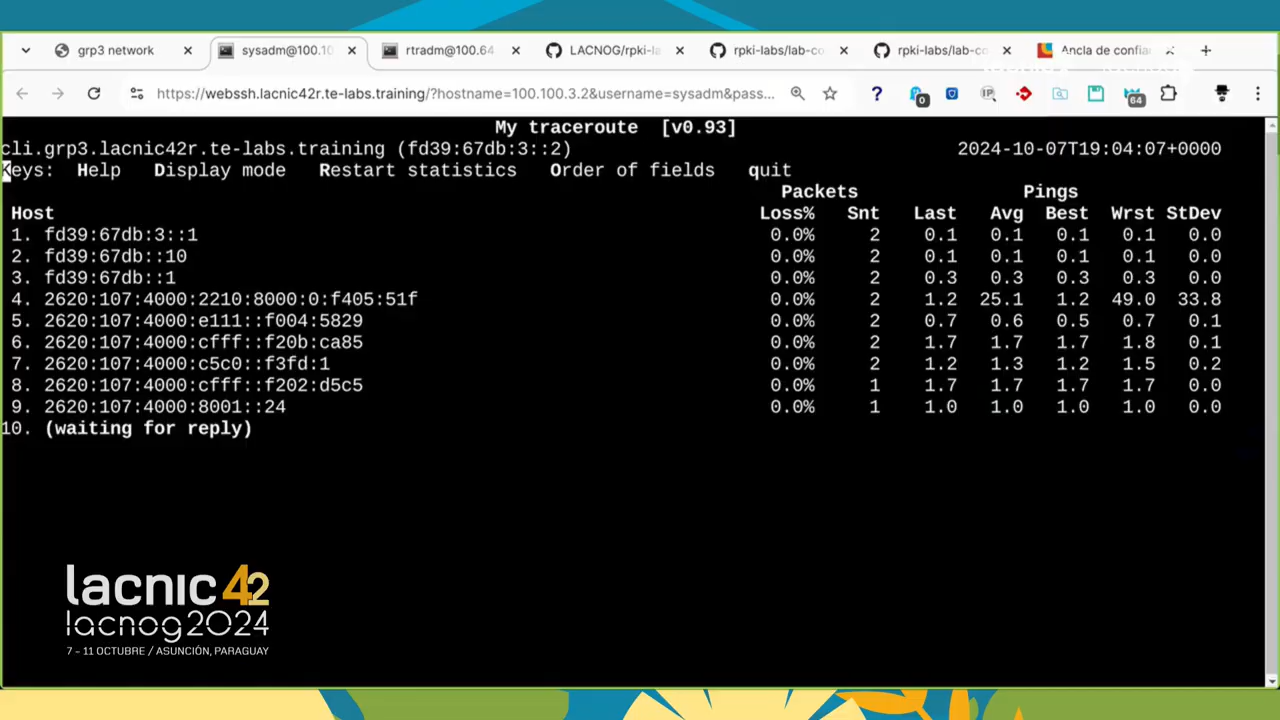 grp3 network
sysadm@100.10
rtradm@100.64
LACNOG/rpki-la
rpki-labs/lab-co
rpki-labs/lab-co
Ancla de confia
https://webssh.lacnic42r.te-labs.training/?hostname=100.100.3.2&username=sysadm&pass...
0
IP
64
My traceroute [v0.93]
cli.grp3.lacnic42r.te-labs.training (fd39:67db:3::2) 2024-10-07T19:04:07+0000
Keys: Help Display mode Restart statistics Order of fields quit
Packets Pings
Host Loss% Snt Last Avg Best Wrst StDev
1. fd39:67db:3::1 0.0% 2 0.1 0.1 0.1 0.1 0.0
2. fd39:67db::10 0.0% 2 0.1 0.1 0.1 0.1 0.0
3. fd39:67db::1 0.0% 2 0.3 0.3 0.3 0.3 0.0
4. 2620:107:4000:2210:8000:0:f405:51f 0.0% 2 1.2 25.1 1.2 49.0 33.8
5. 2620:107:4000:e111::f004:5829 0.0% 2 0.7 0.6 0.5 0.7 0.1
6. 2620:107:4000:cfff::f20b:ca85 0.0% 2 1.7 1.7 1.7 1.8 0.1
7. 2620:107:4000:c5c0::f3fd:1 0.0% 2 1.2 1.3 1.2 1.5 0.2
8. 2620:107:4000:cfff::f202:d5c5 0.0% 1 1.7 1.7 1.7 1.7 0.0
9. 2620:107:4000:8001::24 0.0% 1 1.0 1.0 1.0 1.0 0.0
10. (waiting for reply)
lacnic 42
lacnog2024
7 – 11 OCTUBRE / ASUNCIÓN, PARAGUAY